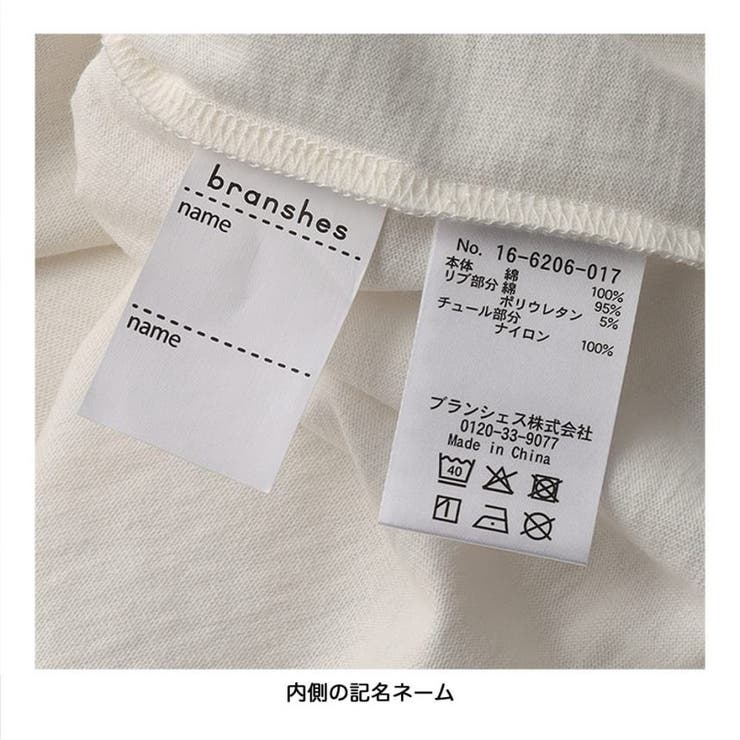 branshes
name
name
No. 16-6206-017
本体 綿 100%
リブ部分 綿 95%
ポリウレタン 5%
チュール部分
ナイロン 100%
ブランシェス株式会社
0120-33-9077
Made in China
40
内側の記名ネーム